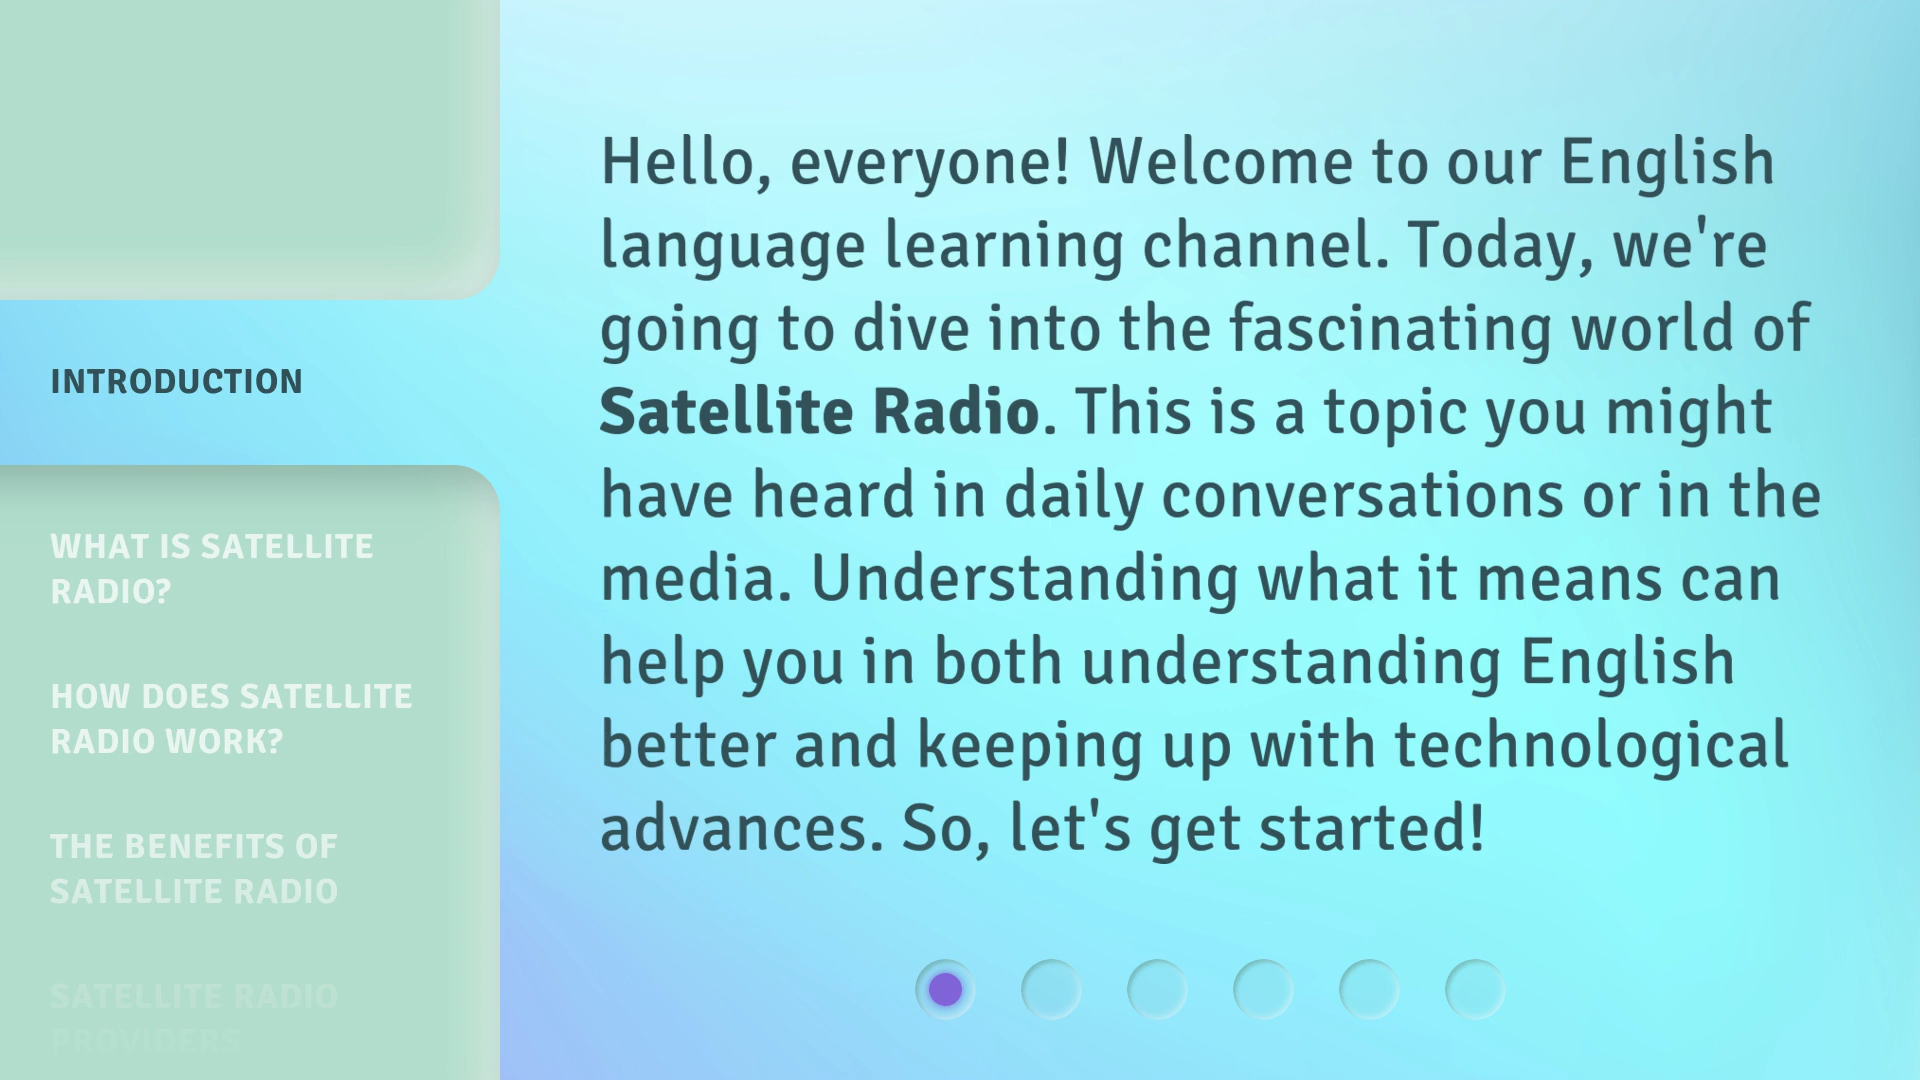 INTRODUCTION
WHAT IS SATELLITE
RADIO?
HOW DOES SATELLITE
RADIO WORK?
THE BENEFITS OF
SATELLITE RADIO
SATELLITE RADIO
PROVIDERS
Hello, everyone! Welcome to our English
language learning channel. Today, we're
going to dive into the fascinating world of
Satellite Radio. This is a topic you might
have heard in daily conversations or in the
media. Understanding what it means can
help you in both understanding English
better and keeping up with technological
advances. So, let's get started!